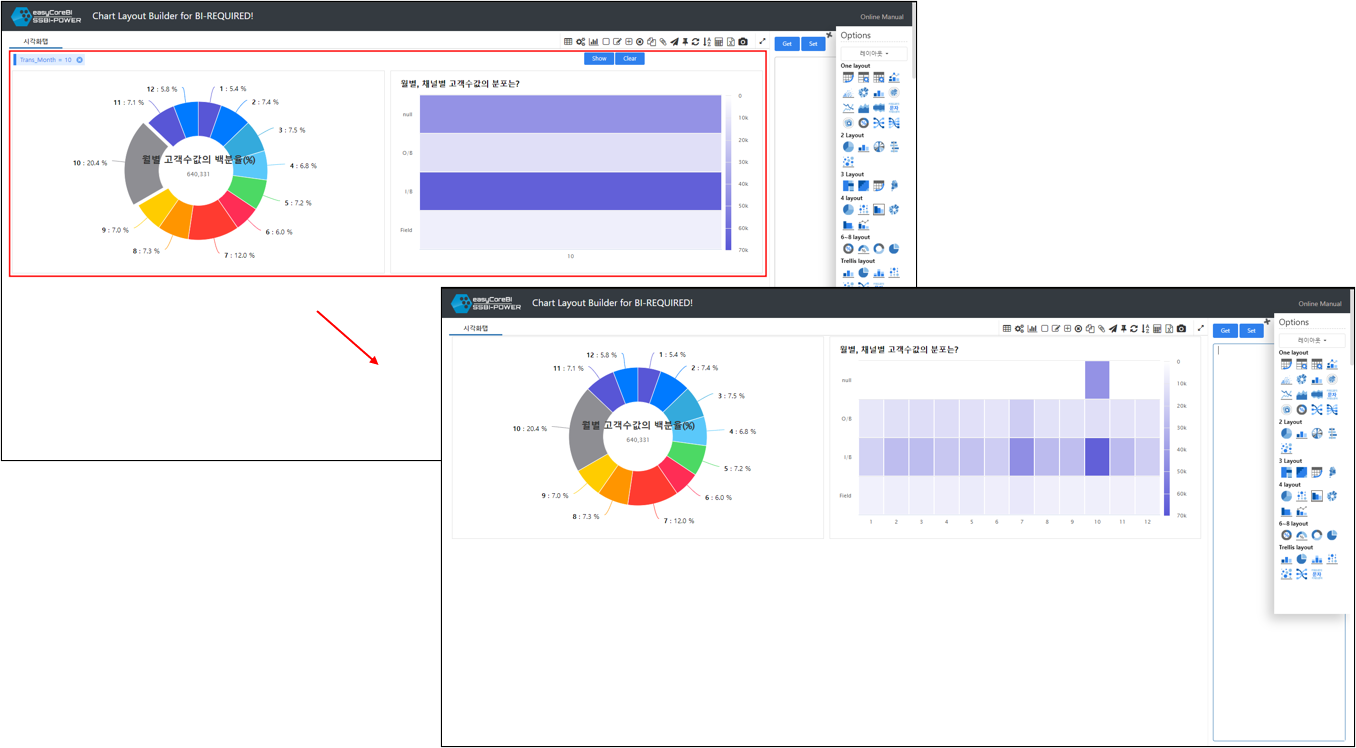 easyCoreBI
SSBI-POWER
Chart Layout Builder for BI-REQUIRED!
Online Manual
시각화탭
Get
Set
Options
레이아웃
Trans_Month = 10
Show
Clear
12 : 5.8 %
1 : 5.4 %
11 : 7.1 %
2 : 7.4 %
3 : 7.5 %
10 : 20.4 %
4 : 6.8 %
5 : 7.2 %
9 : 7.0 %
6 : 6.0 %
8 : 7.3 %
7 : 12.0 %
월별 고객수값의 백분율(%)
640,331
월별, 채널별 고객수값의 분포는?
null
O/B
I/B
Field
10
0
10k
20k
30k
40k
50k
60k
70k
One layout
문자
2 Layout
3 Layout
4 layout
6~8 layout
Trellis layout
easyCoreBI
SSBI-POWER
Chart Layout Builder for BI-REQUIRED!
Online Manual
시각화탭
Get
Set
Options
레이아웃
12 : 5.8 %
1 : 5.4 %
11 : 7.1 %
2 : 7.4 %
3 : 7.5 %
10 : 20.4 %
4 : 6.8 %
5 : 7.2 %
9 : 7.0 %
6 : 6.0 %
8 : 7.3 %
7 : 12.0 %
월별 고객수값의 백분율(%)
640,331
월별, 채널별 고객수값의 분포는?
null
O/B
I/B
Field
1 2 3 4 5 6 7 8 9 10 11 12
0
10k
20k
30k
40k
50k
60k
70k
One layout
문자
2 Layout
3 Layout
4 layout
6~8 layout
Trellis layout
문자